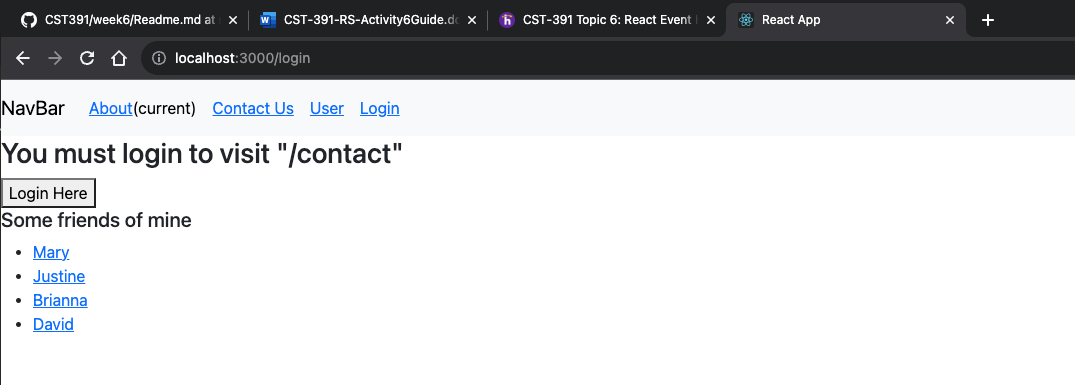 CST391/week6/Readme.md at
CST-391-RS-Activity6Guide.do
CST-391 Topic 6: React Event
React App
localhost:3000/login
NavBar About(current) Contact Us User Login
You must login to visit "/contact"
Login Here
Some friends of mine
Mary
Justine
Brianna
David